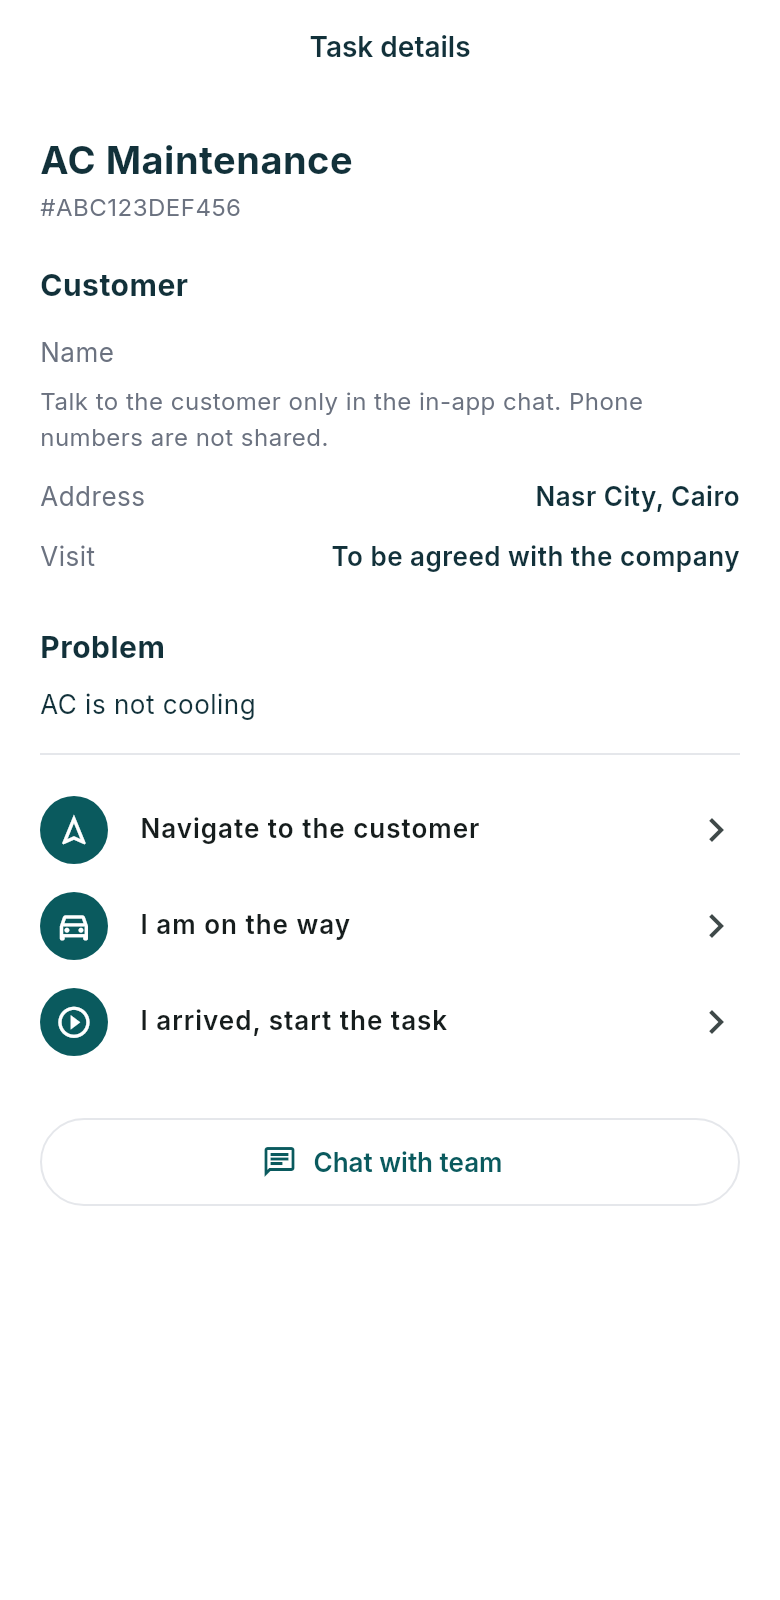 Task details
AC Maintenance
#ABC123DEF456
Customer
Name
Talk to the customer only in the in-app chat. Phone
numbers are not shared.
Address Nasr City, Cairo
Visit To be agreed with the company
Problem
AC is not cooling
Navigate to the customer
I am on the way
I arrived, start the task
Chat with team